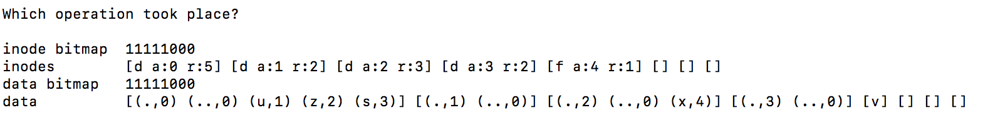 Which operation took place?
inode bitmap  11111000
inodes        [d a:0 r:5] [d a:1 r:2] [d a:2 r:3] [d a:3 r:2] [f a:4 r:1] [] [] []
data bitmap   11111000
data          [(.,0) (..,0) (u,1) (z,2) (s,3)] [(.,1) (..,0)] [(.,2) (..,0) (x,4)] [(.,3) (..,0)] [v] [] [] []